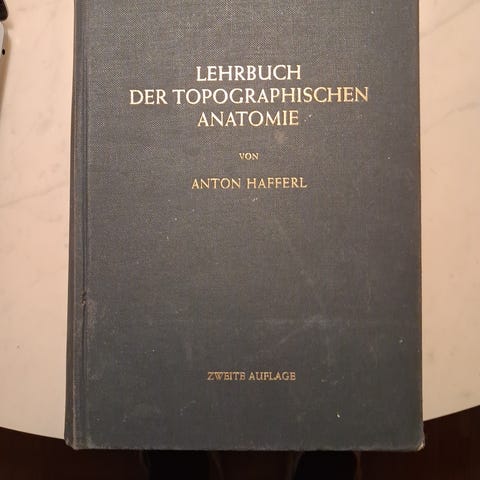 LEHRBUCH
DER TOPOGRAPHISCHEN
ANATOMIE
VON
ANTON HAFFERL
ZWEITE AUFLAGE